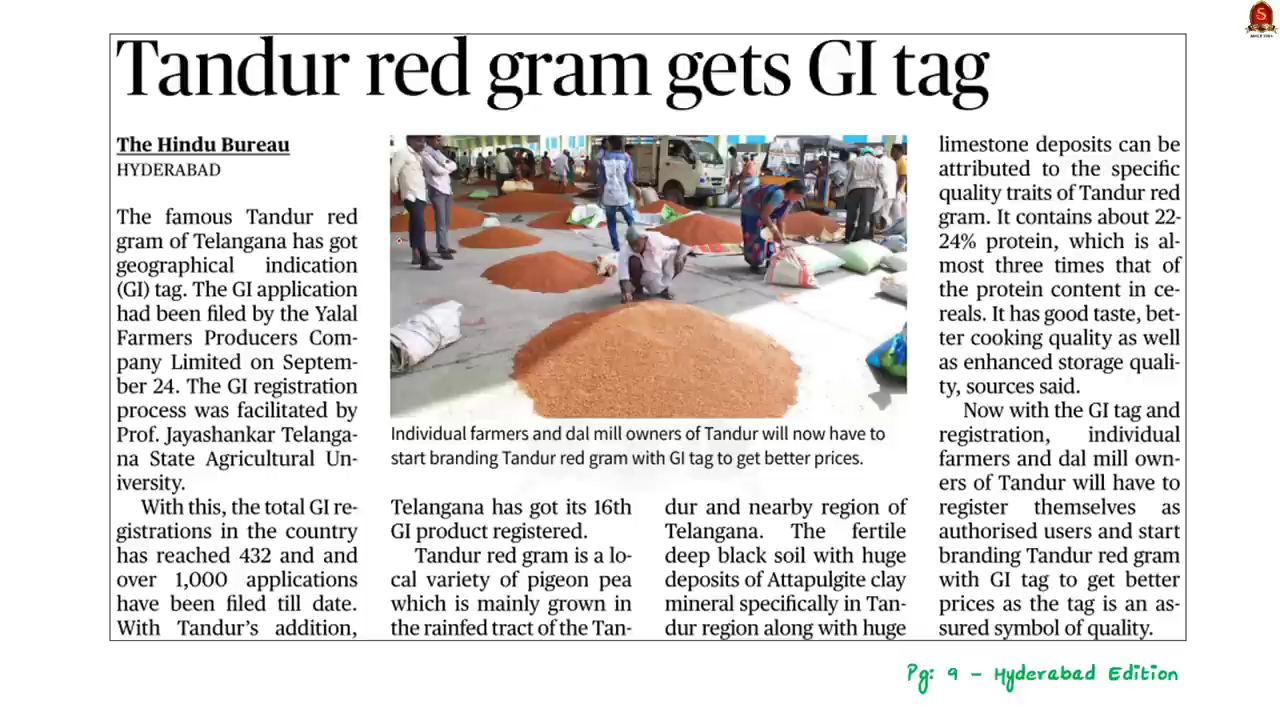 Tandur red gram gets GI tag
The Hindu Bureau
HYDERABAD
The famous Tandur red
gram of Telangana has got
geographical indication
(GI) tag. The GI application
had been filed by the Yalal
Farmers Producers Com-
pany Limited on Septem-
ber 24. The GI registration
process was facilitated by
Prof. Jayashankar Telanga-
na State Agricultural Un-
iversity.
With this, the total GI re-
gistrations in the country
has reached 432 and and
over 1,000 applications
have been filed till date.
With Tandur's addition,
Individual farmers and dal mill owners of Tandur will now have to
start branding Tandur red gram with GI tag to get better prices.
Telangana has got its 16th
GI product registered.
Tandur red gram is a lo-
cal variety of pigeon pea
which is mainly grown in
the rainfed tract of the Tan-
dur and nearby region of
Telangana. The fertile
deep black soil with huge
deposits of Attapulgite clay
mineral specifically in Tan-
dur region along with huge
limestone deposits can be
attributed to the specific
quality traits of Tandur red
gram. It contains about 22-
24% protein, which is al-
most three times that of
the protein content in ce-
reals. It has good taste, bet-
ter cooking quality as well
as enhanced storage quali-
ty, sources said.
Now with the GI tag and
registration, individual
farmers and dal mill own-
ers of Tandur will have to
register themselves as
authorised users and start
branding Tandur red gram
with GI tag to get better
prices as the tag is an as-
sured symbol of quality.
Pg: 9 - Hyderabad Edition